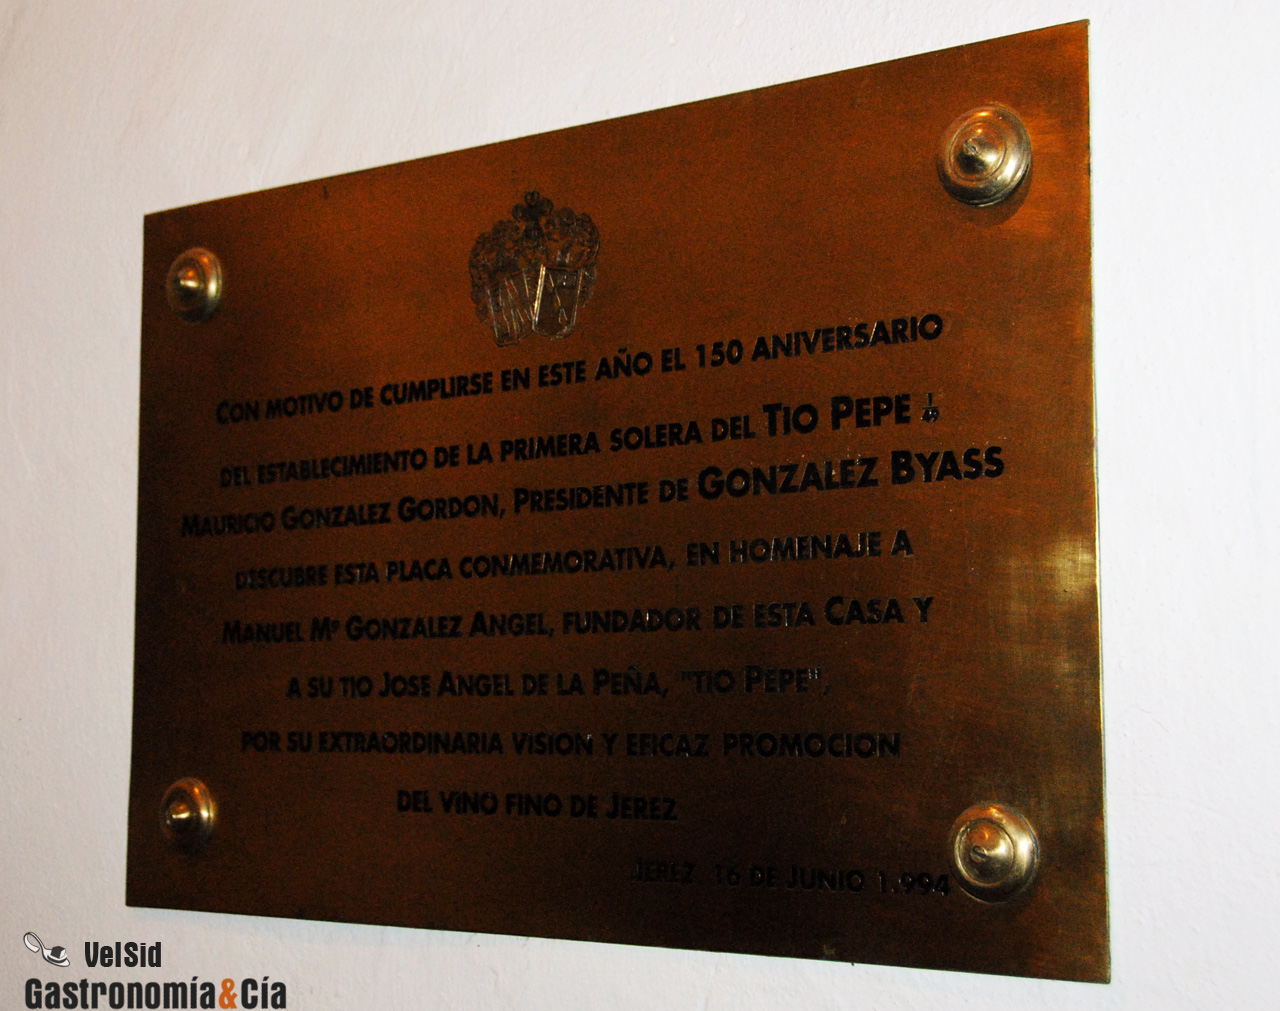 CON MOTIVO DE CUMPLIRSE EN ESTE AÑO EL 150 ANIVERSARIO
DEL ESTABLECIMIENTO DE LA PRIMERA SOLERA DEL TIO PEPE 1/49
MAURICIO GONZALEZ GORDON, PRESIDENTE DE GONZALEZ BYASS
DESCUBRE ESTA PLACA CONMEMORATIVA, EN HOMENAJE A
MANUEL Mª GONZALEZ ANGEL, FUNDADOR DE ESTA CASA Y
A SU TIO JOSE ANGEL DE LA PEÑA, "TIO PEPE",
POR SU EXTRAORDINARIA VISION Y EFICAZ PROMOCION
DEL VINO FINO DE JEREZ
JEREZ 16 DE JUNIO 1.994
VelSid
Gastronomía&Cía